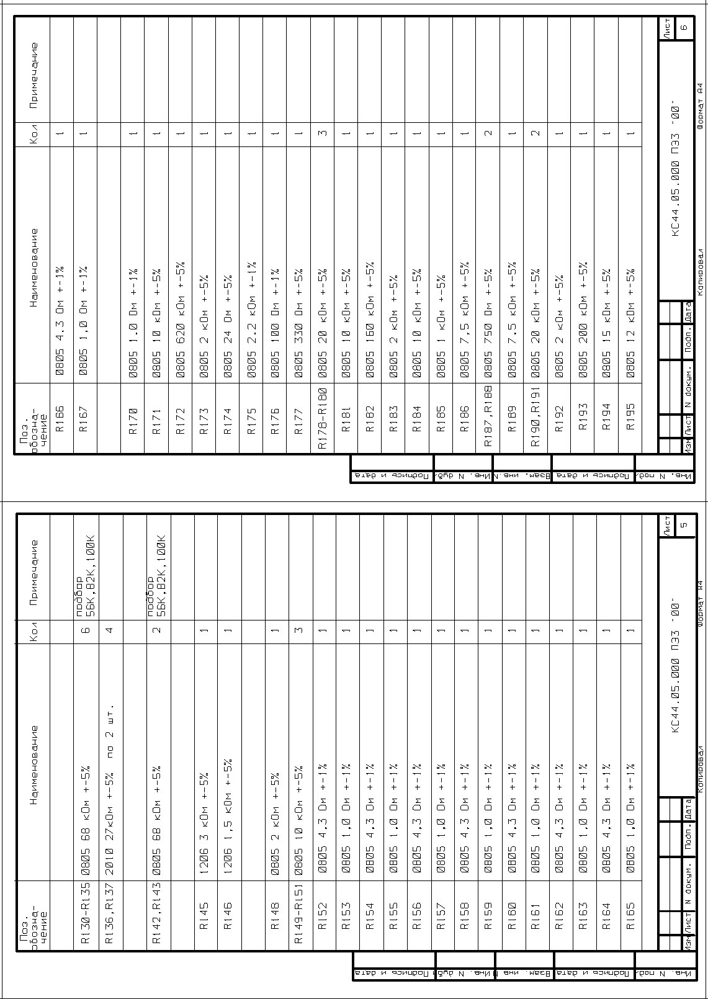 Поз. обозна-чение Наименование Кол Примечание
R166 0805 4,3 Ом +-1% 1
R167 0805 1,0 Ом +-1% 1
R170 0805 1.0 Ом +-1% 1
R171 0805 10 кОм +-5% 1
R172 0805 620 кОм +-5% 1
R173 0805 2 кОм +-5% 1
R174 0805 24 Ом +-5% 1
R175 0805 2.2 кОм +-1% 1
R176 0805 100 Ом +-1% 1
R177 0805 330 Ом +-5% 1
R178-R180 0805 20 кОм +-5% 3
R181 0805 10 кОм +-5% 1
R182 0805 160 кОм +-5% 1
R183 0805 2 кОм +-5% 1
R184 0805 10 кОм +-5% 1
R185 0805 1 кОм +-5% 1
R186 0805 7,5 кОм +-5% 1
R187,R188 0805 750 Ом +-5% 2
R189 0805 7.5 кОм +-5% 1
R190,R191 0805 20 кОм +-5% 2
R192 0805 2 кОм +-5% 1
R193 0805 200 кОм +-5% 1
R194 0805 15 кОм +-5% 1
R195 0805 12 кОм +-5% 1
КС44.05.000 ПЭ3 "00"
Лист
6
Изм Лист N докум. Подп. Дата
Копировал Формат А4
Подпись и дата
Инв. N дубл
Взам. инв.N
Подпись и дата
Инв. N под
Поз. обозна-чение Наименование Кол Примечание
R130-R135 0805 68 кОм +-5% 6 подбор
56К,82К,100К
R136,R137 2010 27кОм +-5% по 2 шт. 4
R142,R143 0805 68 кОм +-5% 2 подбор
56К,82К,100К
R145 1206 3 кОм +-5% 1
R146 1206 1,5 кОм +-5% 1
R148 0805 2 кОм +-5% 1
R149-R151 0805 10 кОм +-5% 3
R152 0805 4,3 Ом +-1% 1
R153 0805 1,0 Ом +-1% 1
R154 0805 4,3 Ом +-1% 1
R155 0805 1,0 Ом +-1% 1
R156 0805 4,3 Ом +-1% 1
R157 0805 1,0 Ом +-1% 1
R158 0805 4,3 Ом +-1% 1
R159 0805 1,0 Ом +-1% 1
R160 0805 4,3 Ом +-1% 1
R161 0805 1,0 Ом +-1% 1
R162 0805 4,3 Ом +-1% 1
R163 0805 1,0 Ом +-1% 1
R164 0805 4,3 Ом +-1% 1
R165 0805 1,0 Ом +-1% 1
КС44.05.000 ПЭ3 "00"
Лист
5
Изм Лист N докум. Подп. Дата
Копировал Формат А4
Подпись и дата
Инв. N дуб
Взам. инв N
Подпись и дата
Инв. N под